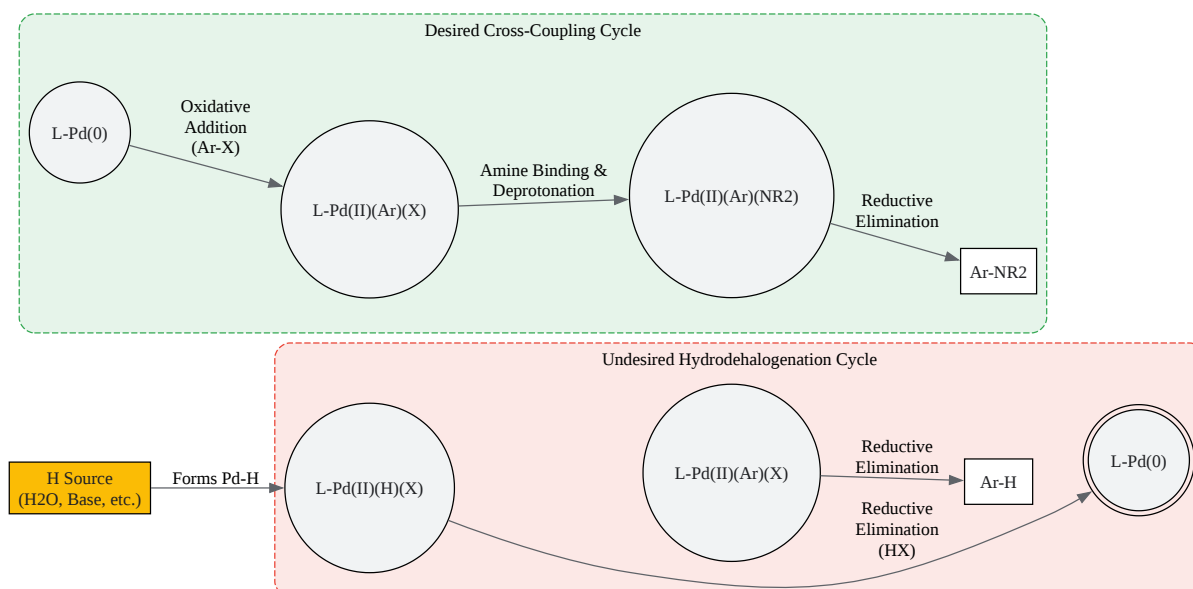 Desired Cross-Coupling Cycle
L-Pd(0)
Oxidative
Addition
(Ar-X)
L-Pd(II)(Ar)(X)
Amine Binding &
Deprotonation
L-Pd(II)(Ar)(NR2)
Reductive
Elimination
Ar-NR2
Undesired Hydrodehalogenation Cycle
H Source
(H2O, Base, etc.)
Forms Pd-H
L-Pd(II)(H)(X)
L-Pd(II)(Ar)(X)
Reductive
Elimination
Ar-H
Reductive
Elimination
(HX)
L-Pd(0)